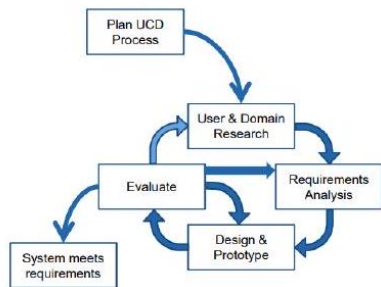 Plan UCD
Process
User & Domain
Research
Evaluate
Requirements
Analysis
Design &
Prototype
System meets
requirements